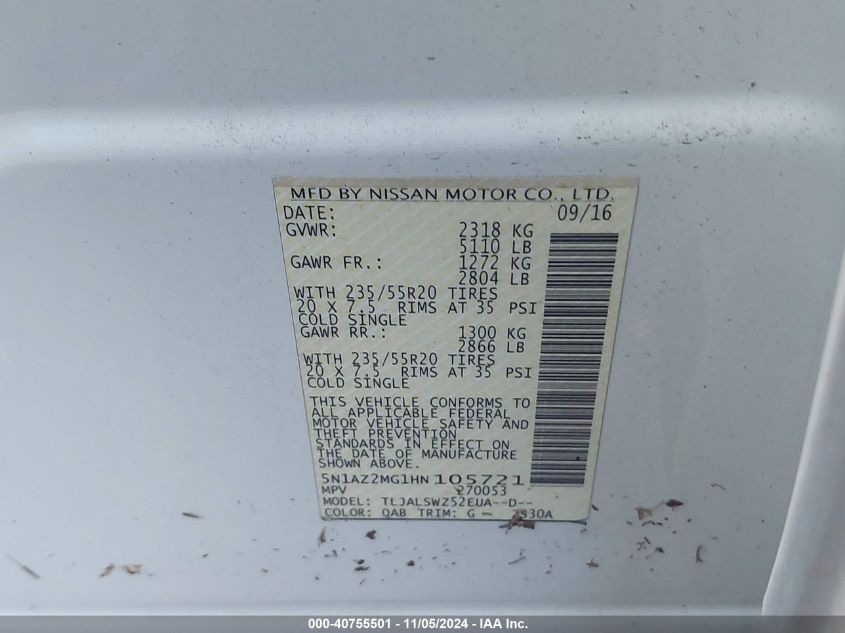 MFD BY NISSAN MOTOR CO., LTD.
DATE: 09/16
GVWR: 2318 KG
5110 LB
GAWR FR.: 1272 KG
2804 LB
WITH 235/55R20 TIRES
20 X 7.5 RIMS AT 35 PSI
COLD SINGLE
GAWR RR.: 1300 KG
2866 LB
WITH 235/55R20 TIRES
20 X 7.5 RIMS AT 35 PSI
COLD SINGLE
THIS VEHICLE CONFORMS TO
ALL APPLICABLE FEDERAL
MOTOR VEHICLE SAFETY AND
THEFT PREVENTION
STANDARDS IN EFFECT ON
THE DATE OF MANUFACTURE
SHOWN ABOVE.
5N1AZ2MG1HN105721
MPV 270053
MODEL: TLJALSWZ52EUA--D--
COLOR: QAB TRIM: G -
000-40755501 - 11/05/2024 - IAA Inc.